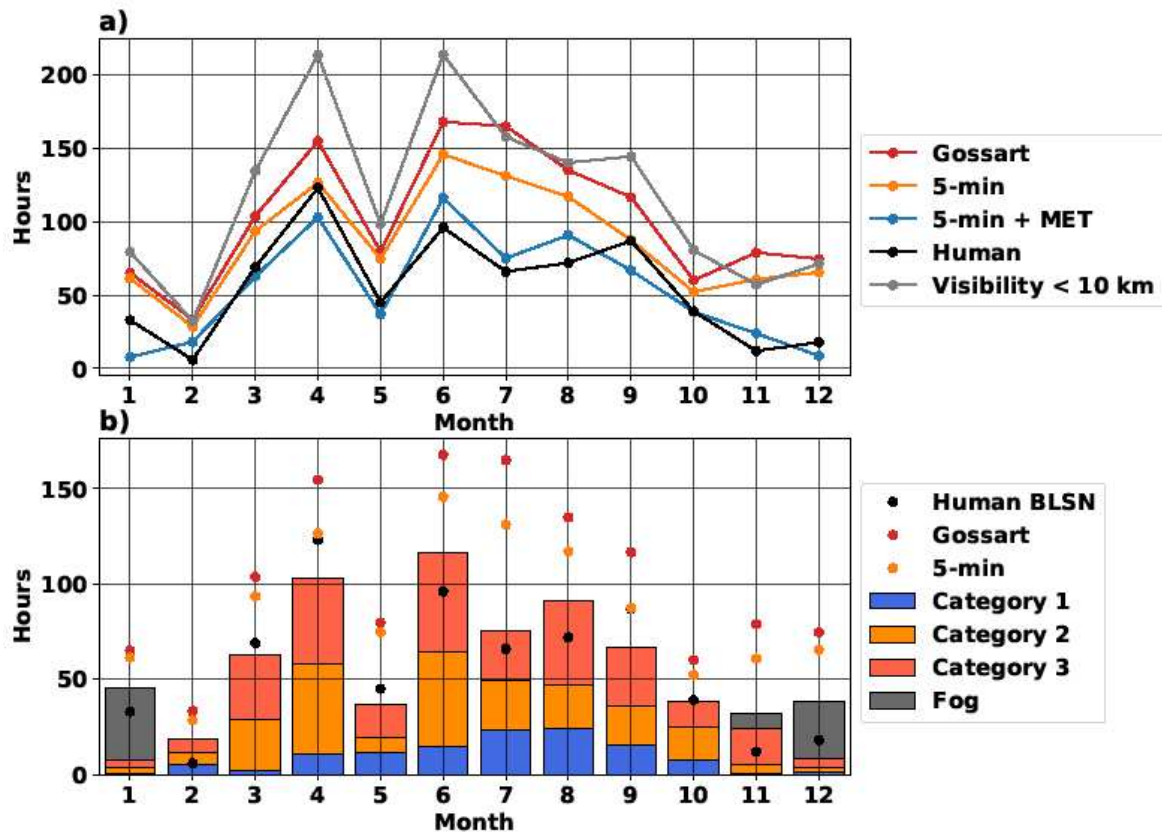 a)
200
150
100
50
0
Hours
1 2 3 4 5 6 7 8 9 10 11 12
Month
Gossart
5-min
5-min + MET
Human
Visibility < 10 km
b)
150
100
50
0
Hours
1 2 3 4 5 6 7 8 9 10 11 12
Month
Human BLSN
Gossart
5-min
Category 1
Category 2
Category 3
Fog